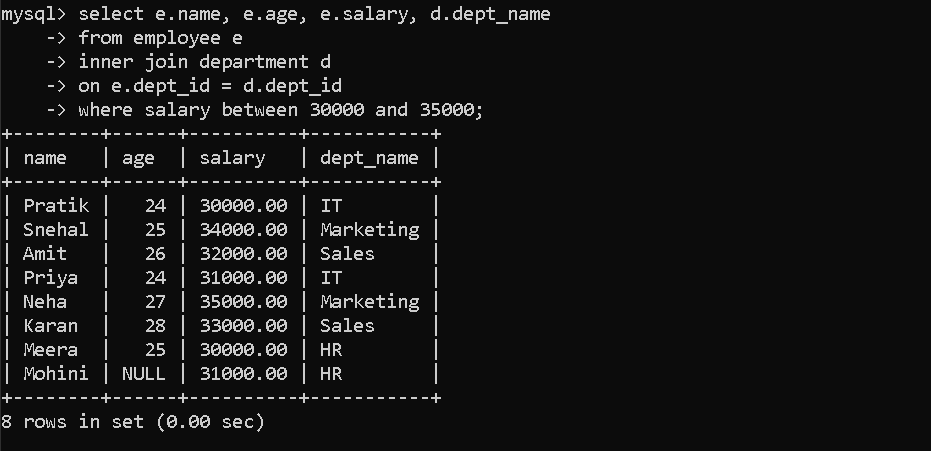 mysql> select e.name, e.age, e.salary, d.dept_name
    -> from employee e
    -> inner join department d
    -> on e.dept_id = d.dept_id
    -> where salary between 30000 and 35000;
+--------+------+----------+-----------+
| name   | age  | salary   | dept_name |
+--------+------+----------+-----------+
| Pratik |   24 | 30000.00 | IT        |
| Snehal |   25 | 34000.00 | Marketing |
| Amit   |   26 | 32000.00 | Sales     |
| Priya  |   24 | 31000.00 | IT        |
| Neha   |   27 | 35000.00 | Marketing |
| Karan  |   28 | 33000.00 | Sales     |
| Meera  |   25 | 30000.00 | HR        |
| Mohini | NULL | 31000.00 | HR        |
+--------+------+----------+-----------+
8 rows in set (0.00 sec)